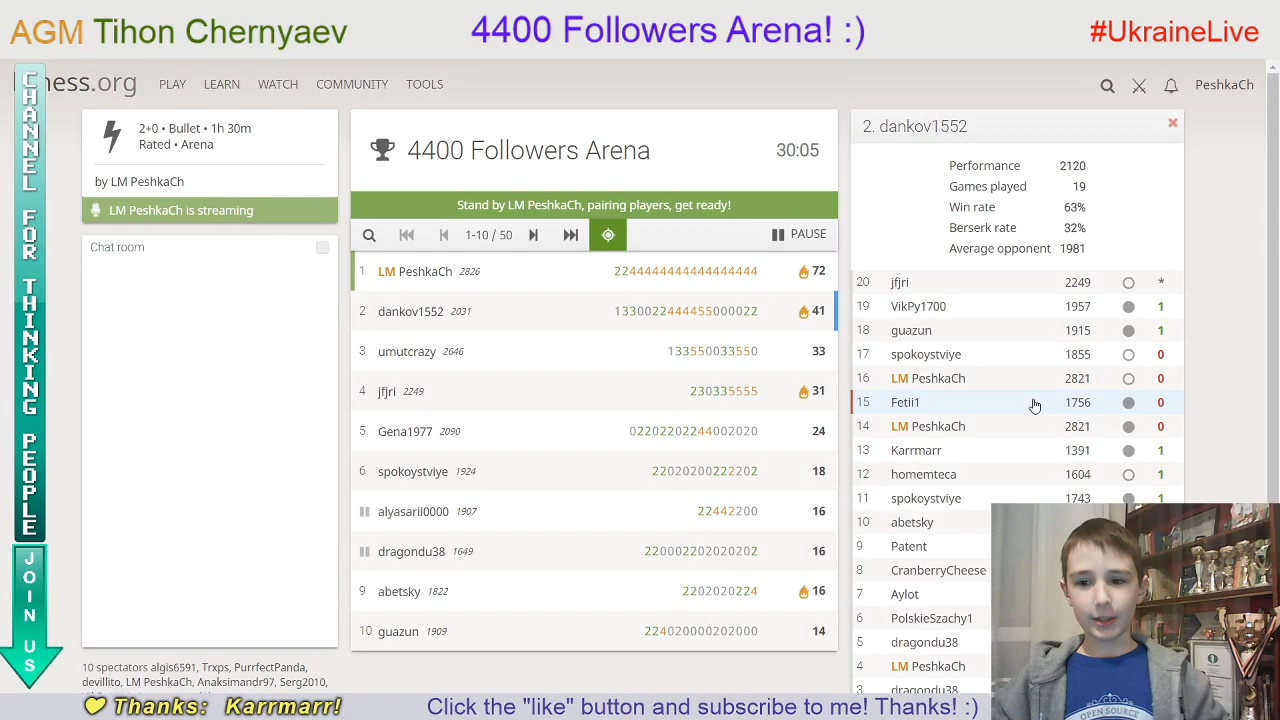 AGM Tihon Chernyaev
4400 Followers Arena! :)
#UkraineLive
CHANNEL FOR THINKING PEOPLE
JOIN US
ess.org
PLAY LEARN WATCH COMMUNITY TOOLS
PeshkaCh
2+0 • Bullet • 1h 30m
Rated • Arena
by LM PeshkaCh
LM PeshkaCh is streaming
Chat room
10 spectators algis6591, Trxps, PurrfectPanda,
devillito, LM PeshkaCh, Anaksimandr97, Serg2010,
4400 Followers Arena 30:05
Stand by LM PeshkaCh, pairing players, get ready!
1-10 / 50 PAUSE
1 LM PeshkaCh 2826 224444444444444444 72
2 dankov1552 2031 1330022444455000022 41
3 umutcrazy 2646 133550033550 33
4 jfjri 2249 230335555 31
5 Gena1977 2090 022022022444002020 24
6 spokoystviye 1924 22020200222202 18
alyasarii0000 1907 22442200 16
dragondu38 1649 220002202020202 16
9 abetsky 1822 2202020224 16
10 guazun 1909 224020000202000 14
2. dankov1552
Performance 2120
Games played 19
Win rate 63%
Berserk rate 32%
Average opponent 1981
20 jfjri 2249 *
19 VikPy1700 1957 1
18 guazun 1915 1
17 spokoystviye 1855 0
16 LM PeshkaCh 2821 0
15 Fetii1 1756 0
14 LM PeshkaCh 2821 0
13 Karrmarr 1391 1
12 homemteca 1604 1
11 spokoystviye 1743 1
10 abetsky
9 Patent
8 CranberryCheese
7 Aylot
6 PolskieSzachy1
5 dragondu38
4 LM PeshkaCh
3 dragondu38
OPEN SOURCE
Thanks: Karrmarr!
Click the "like" button and subscribe to me! Thanks! :)